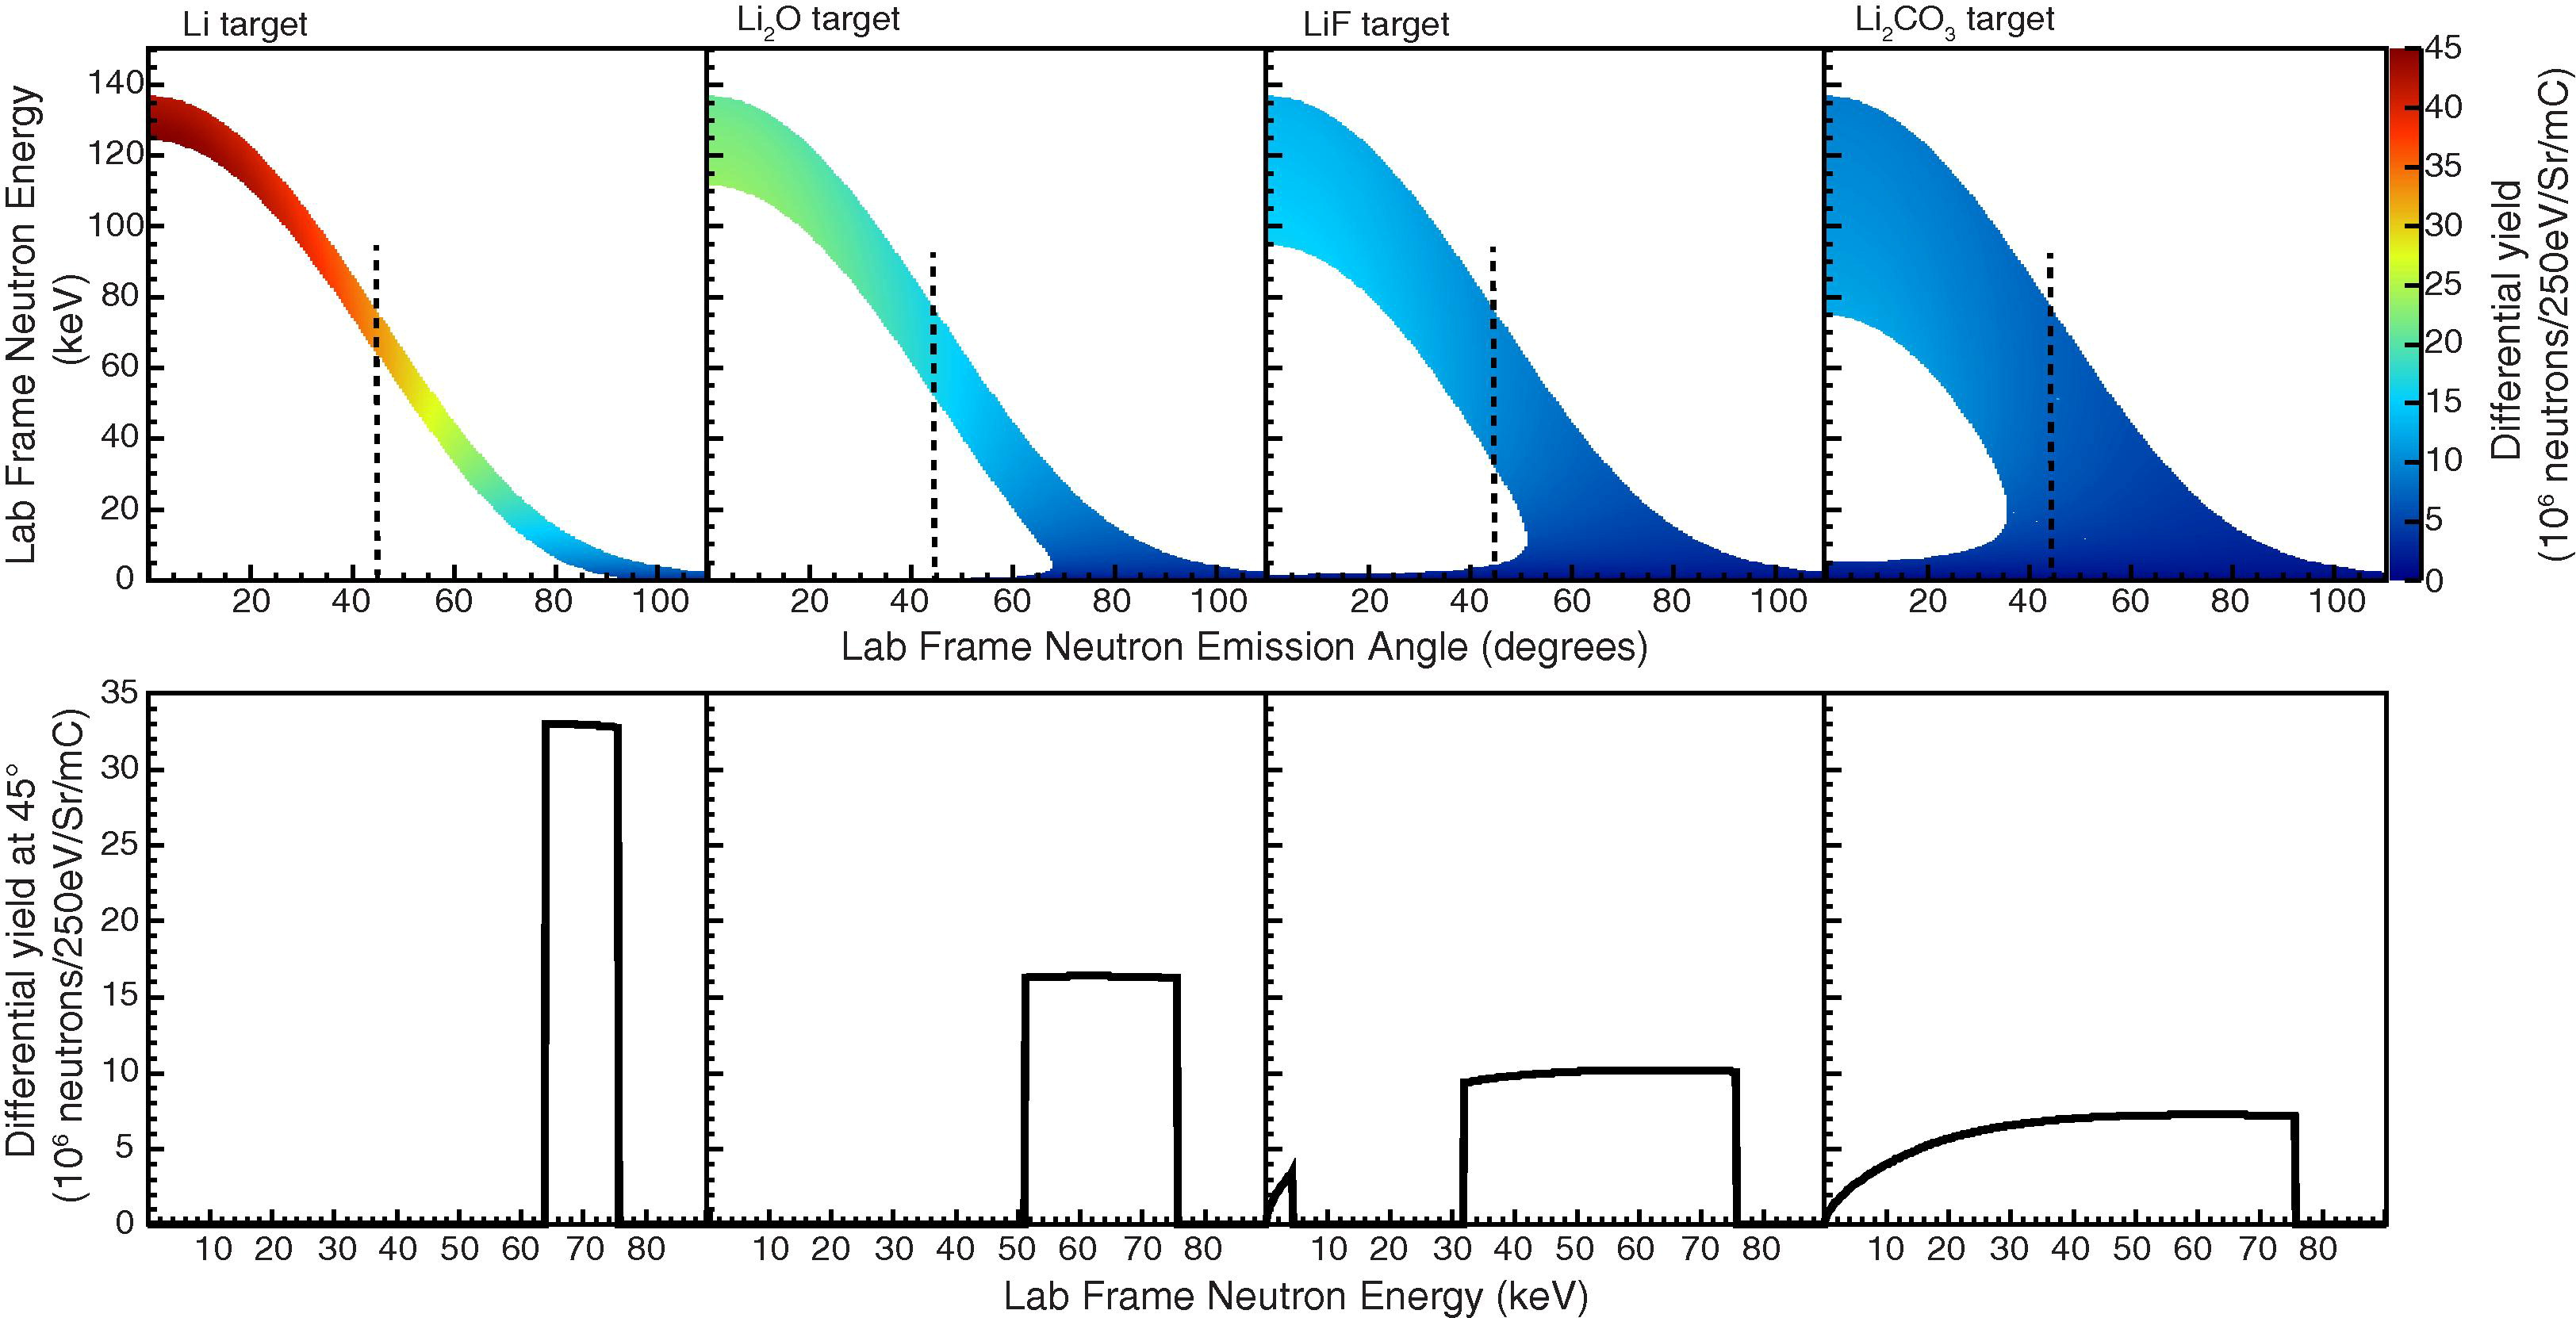 Li target
Li₂O target
LiF target
Li₂CO₃ target
Lab Frame Neutron Energy
(keV)
140
120
100
80
60
40
20
0
20 40 60 80 100
20 40 60 80 100
20 40 60 80 100
20 40 60 80 100
Lab Frame Neutron Emission Angle (degrees)
45
40
35
30
25
20
15
10
5
0
Differential yield
(10⁶ neutrons/250eV/Sr/mC)
Differential yield at 45°
(10⁶ neutrons/250eV/Sr/mC)
35
30
25
20
15
10
5
0
10 20 30 40 50 60 70 80
10 20 30 40 50 60 70 80
10 20 30 40 50 60 70 80
10 20 30 40 50 60 70 80
Lab Frame Neutron Energy (keV)